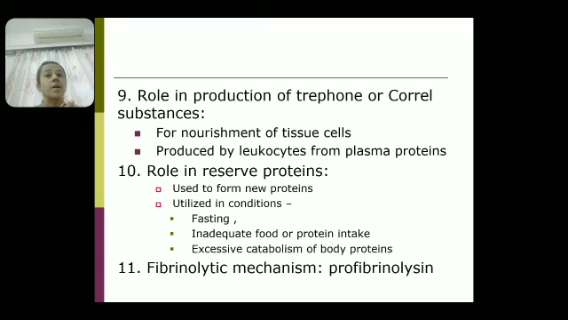 9. Role in production of trephone or Correl
substances:
For nourishment of tissue cells
Produced by leukocytes from plasma proteins
10. Role in reserve proteins:
Used to form new proteins
Utilized in conditions –
Fasting ,
Inadequate food or protein intake
Excessive catabolism of body proteins
11. Fibrinolytic mechanism: profibrinolysin